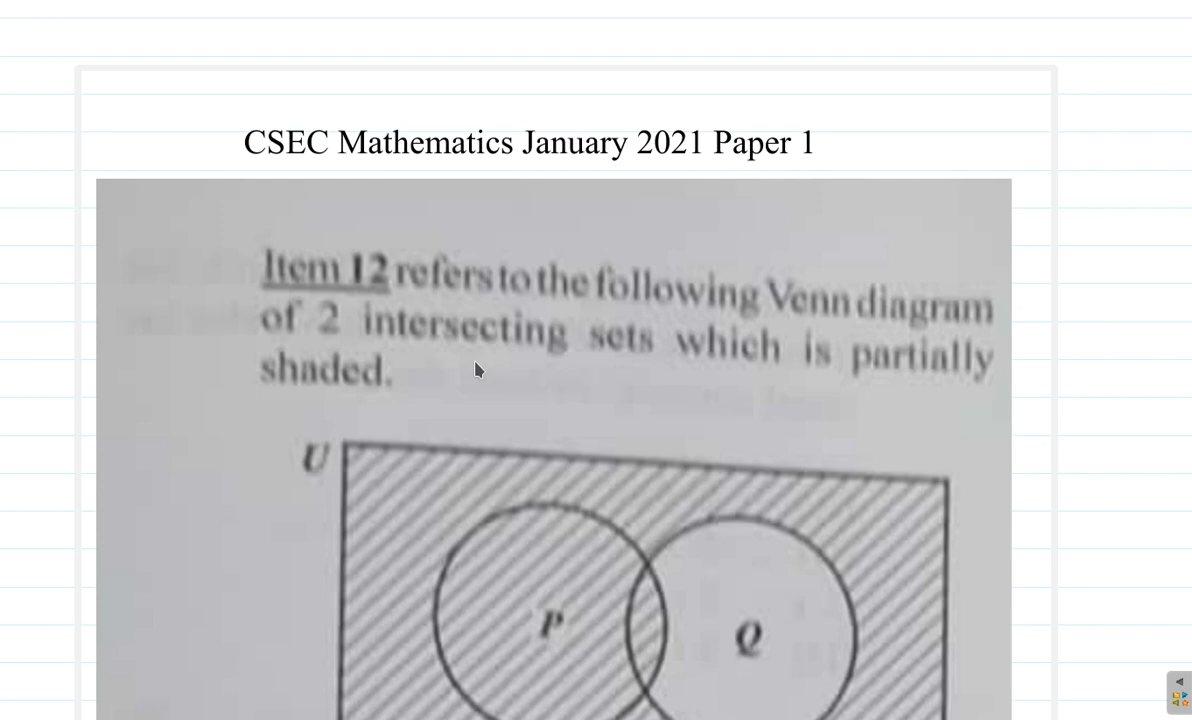 CSEC Mathematics January 2021 Paper 1
Item 12 refers to the following Venn diagram
of 2 intersecting sets which is partially
shaded.
U
P
Q